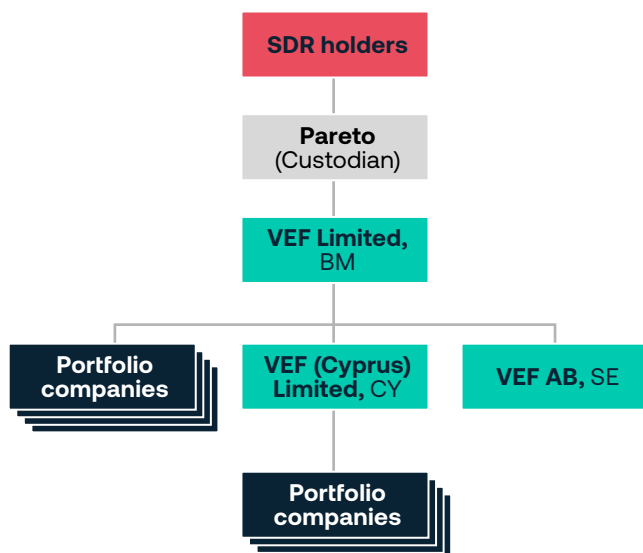 SDR holders
Pareto
(Custodian)
VEF Limited,
BM
Portfolio
companies
VEF (Cyprus)
Limited, CY
VEF AB, SE
Portfolio
companies